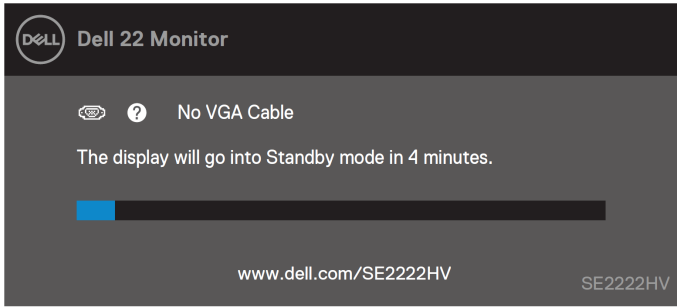 DELL Dell 22 Monitor
? No VGA Cable
The display will go into Standby mode in 4 minutes.
www.dell.com/SE2222HV
SE2222HV